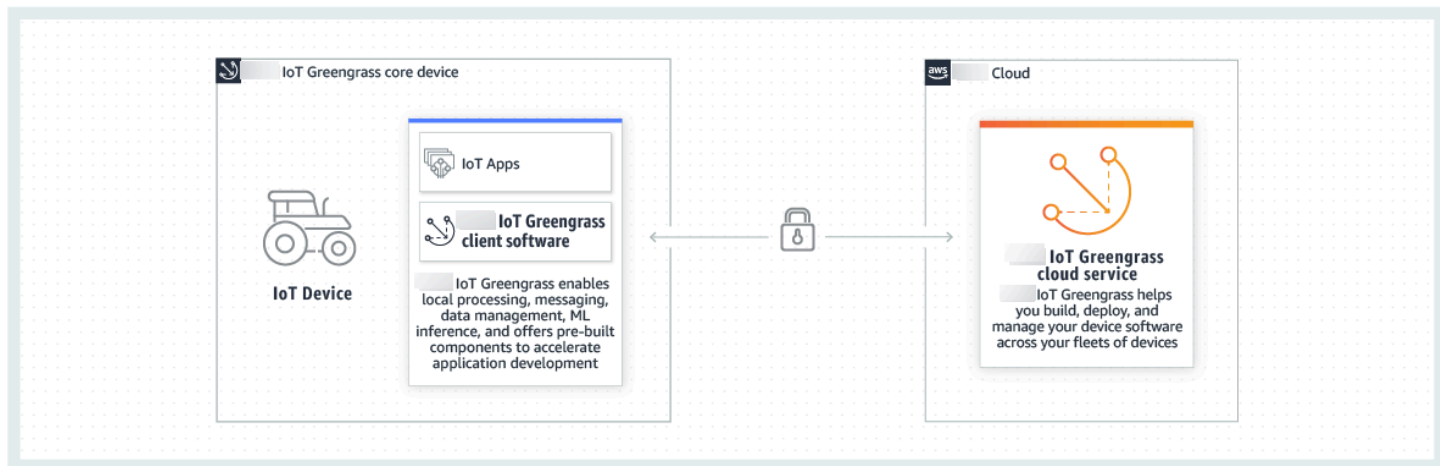 IoT Greengrass core device
IoT Apps
IoT Greengrass
client software
IoT Greengrass enables
local processing, messaging,
data management, ML
inference, and offers pre-built
components to accelerate
application development
IoT Device
aws
Cloud
IoT Greengrass
cloud service
IoT Greengrass helps
you build, deploy, and
manage your device software
across your fleets of devices